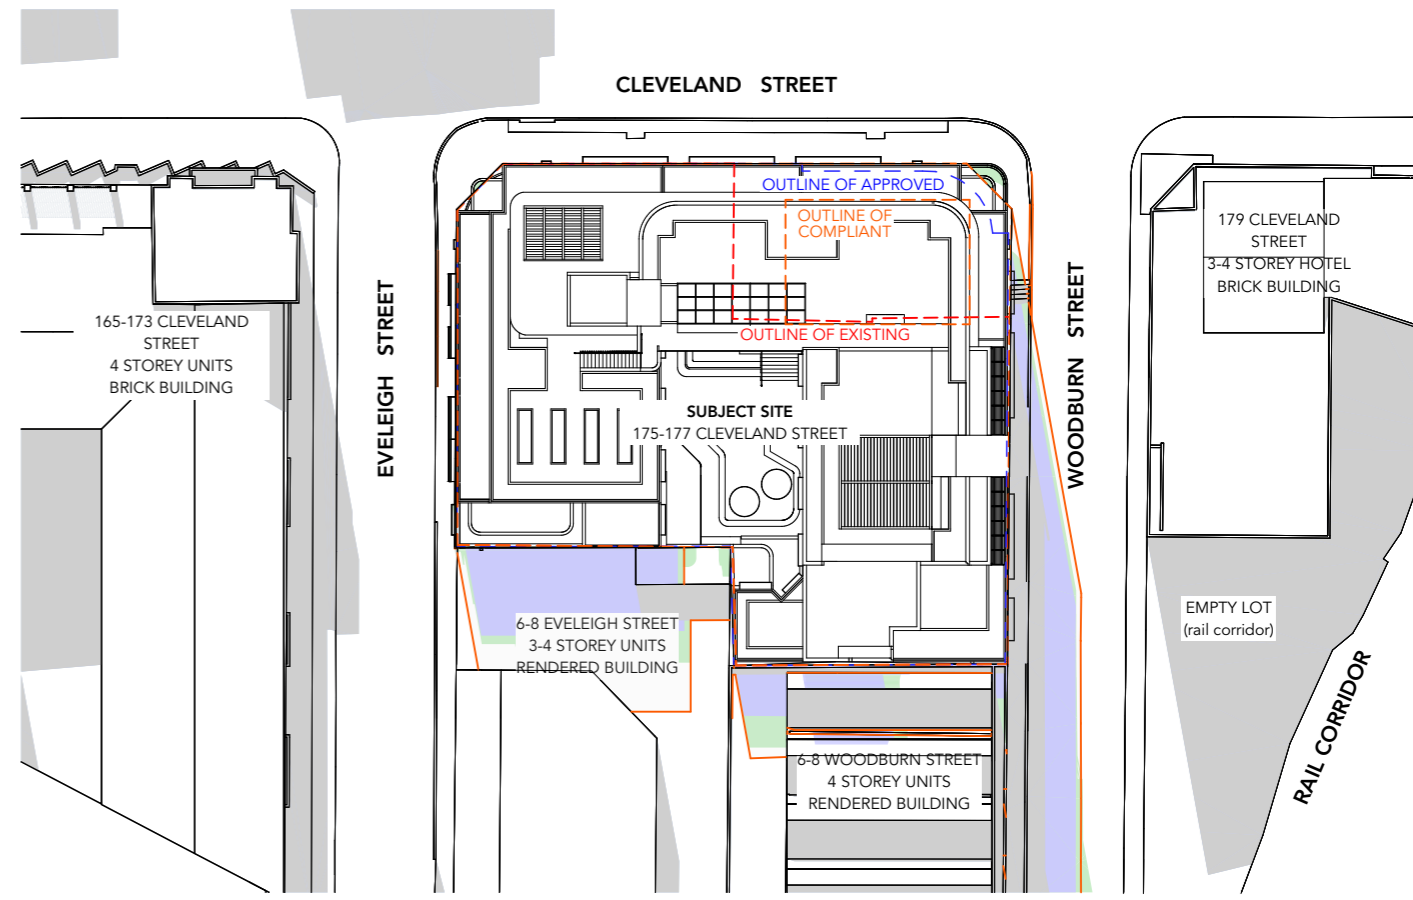 CLEVELAND STREET
OUTLINE OF APPROVED
OUTLINE OF
COMPLIANT
OUTLINE OF EXISTING
165-173 CLEVELAND
STREET
4 STOREY UNITS
BRICK BUILDING
EVELEIGH STREET
SUBJECT SITE
175-177 CLEVELAND STREET
WOODBURN STREET
179 CLEVELAND
STREET
3-4 STOREY HOTEL
BRICK BUILDING
6-8 EVELEIGH STREET
3-4 STOREY UNITS
RENDERED BUILDING
EMPTY LOT
(rail corridor)
RAIL CORRIDOR
6-8 WOODBURN STREET
4 STOREY UNITS
RENDERED BUILDING